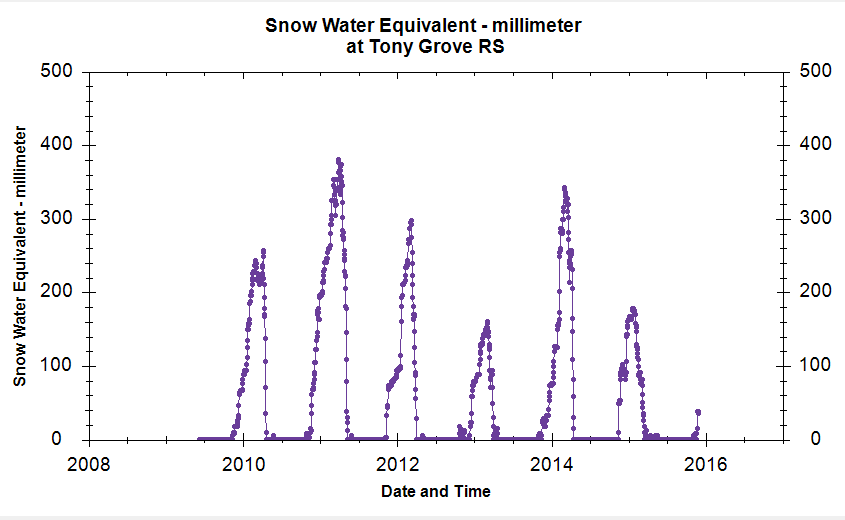 Snow Water Equivalent - millimeter
at Tony Grove RS
500 500
400 400
300 300
200 200
100 100
0 0
Snow Water Equivalent - millimeter
2008 2010 2012 2014 2016
Date and Time